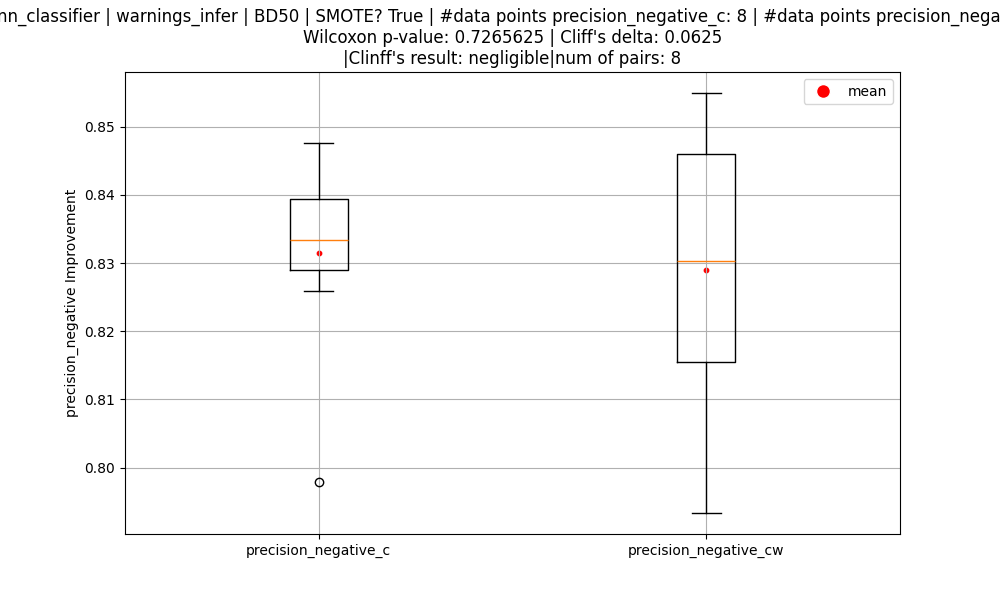 nn_classifier | warnings_infer | BD50 | SMOTE? True | #data points precision_negative_c: 8 | #data points precision_nega
Wilcoxon p-value: 0.7265625 | Cliff's delta: 0.0625
|Clinff's result: negligible|num of pairs: 8
mean
0.85
0.84
0.83
0.82
0.81
0.80
precision_negative Improvement
precision_negative_c
precision_negative_cw